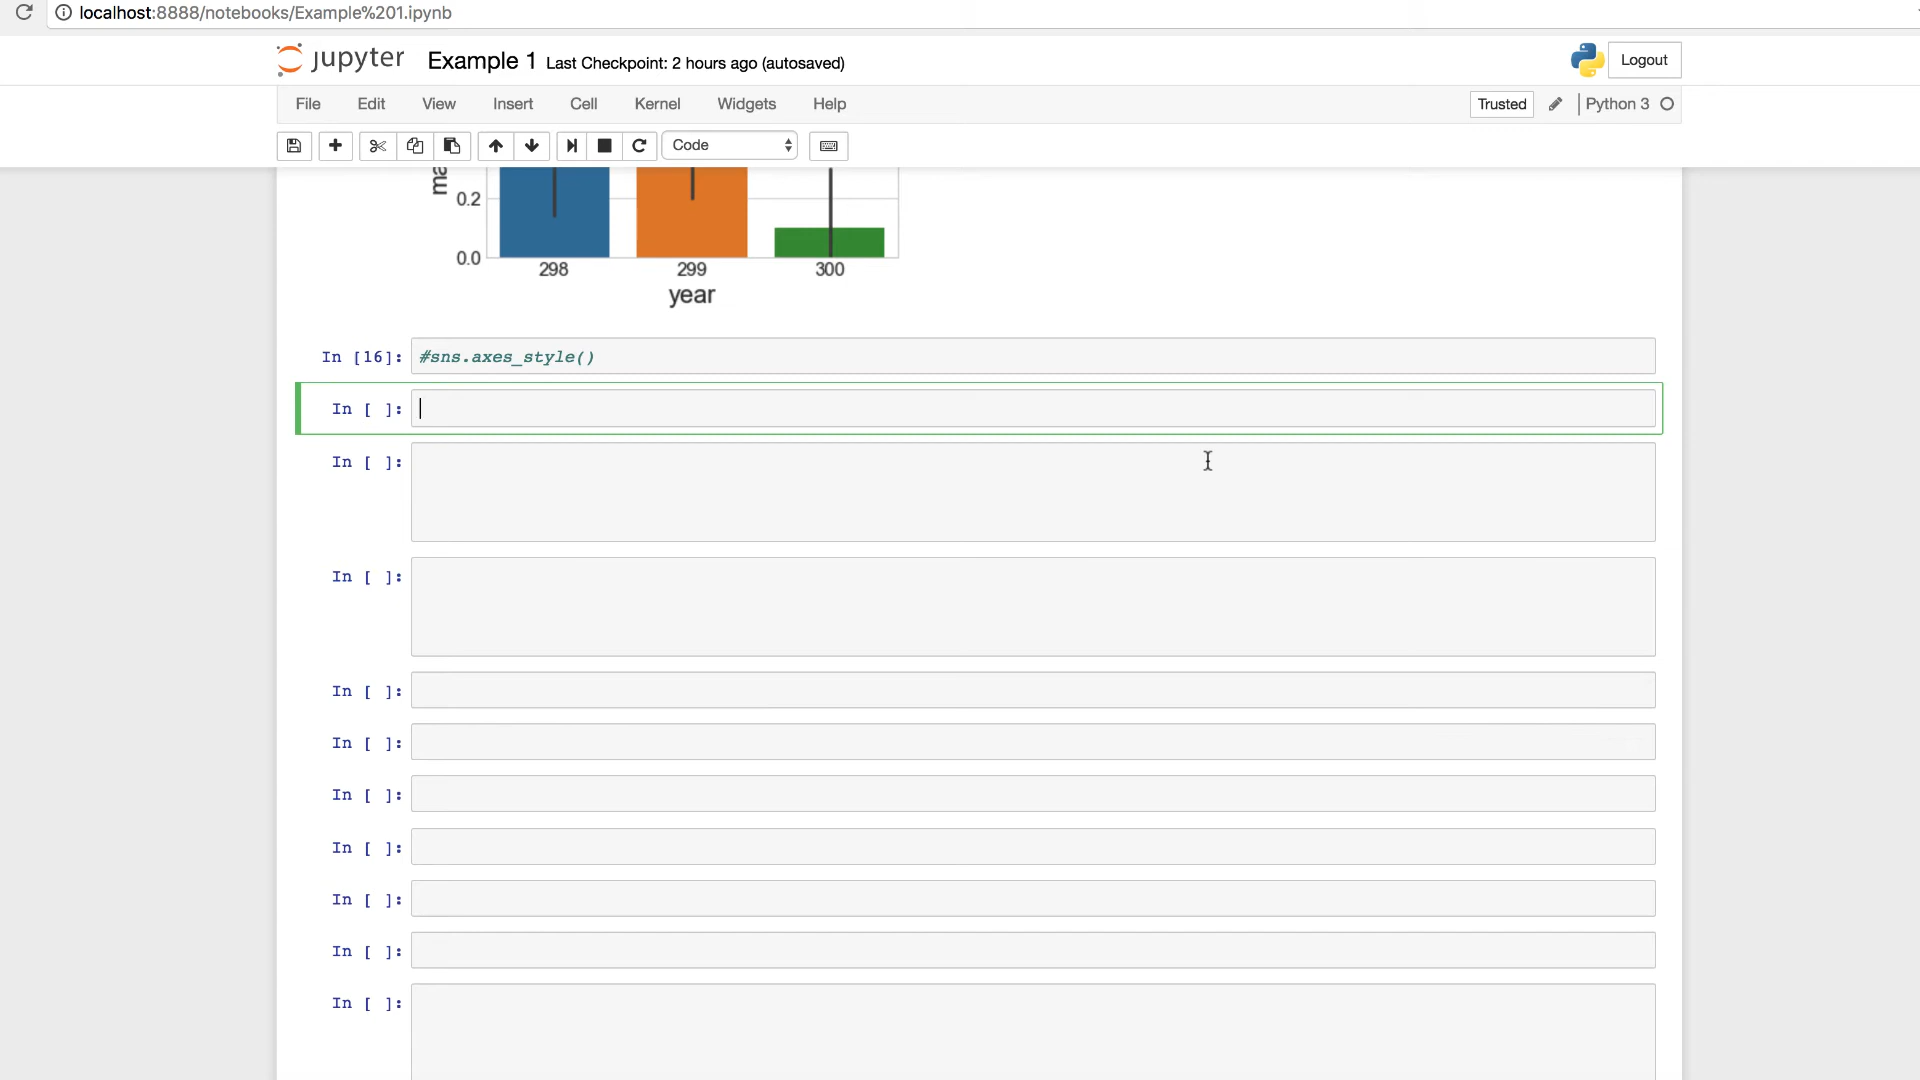 localhost:8888/notebooks/Example%201.ipynb
jupyter Example 1 Last Checkpoint: 2 hours ago (autosaved) Logout
File Edit View Insert Cell Kernel Widgets Help Trusted Python 3
Code
0.2
0.0
298 299 300
year
In [16]: #sns.axes_style()
In [ ]:
In [ ]:
In [ ]:
In [ ]:
In [ ]:
In [ ]:
In [ ]:
In [ ]:
In [ ]:
In [ ]: